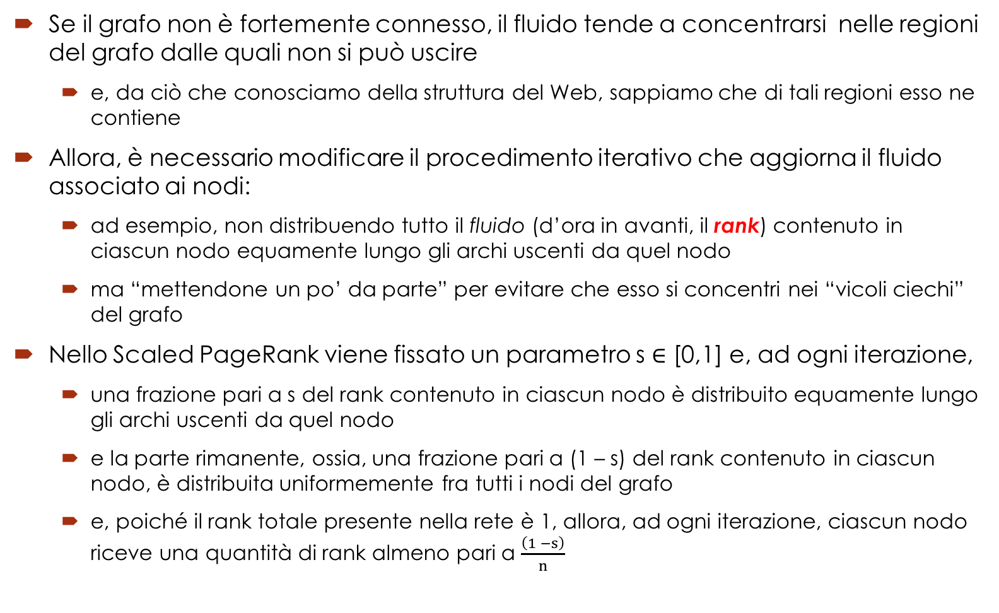 Se il grafo non è fortemente connesso, il fluido tende a concentrarsi nelle regioni
del grafo dalle quali non si può uscire
e, da ciò che conosciamo della struttura del Web, sappiamo che di tali regioni esso ne
contiene
Allora, è necessario modificare il procedimento iterativo che aggiorna il fluido
associato ai nodi:
ad esempio, non distribuendo tutto il fluido (d’ora in avanti, il rank) contenuto in
ciascun nodo equamente lungo gli archi uscenti da quel nodo
ma “mettendone un po’ da parte” per evitare che esso si concentri nei “vicoli ciechi”
del grafo
Nello Scaled PageRank viene fissato un parametro s ∈ [0,1] e, ad ogni iterazione,
una frazione pari a s del rank contenuto in ciascun nodo è distribuito equamente lungo
gli archi uscenti da quel nodo
e la parte rimanente, ossia, una frazione pari a (1 – s) del rank contenuto in ciascun
nodo, è distribuita uniformemente fra tutti i nodi del grafo
e, poiché il rank totale presente nella rete è 1, allora, ad ogni iterazione, ciascun nodo
riceve una quantità di rank almeno pari a (1 −s)/n